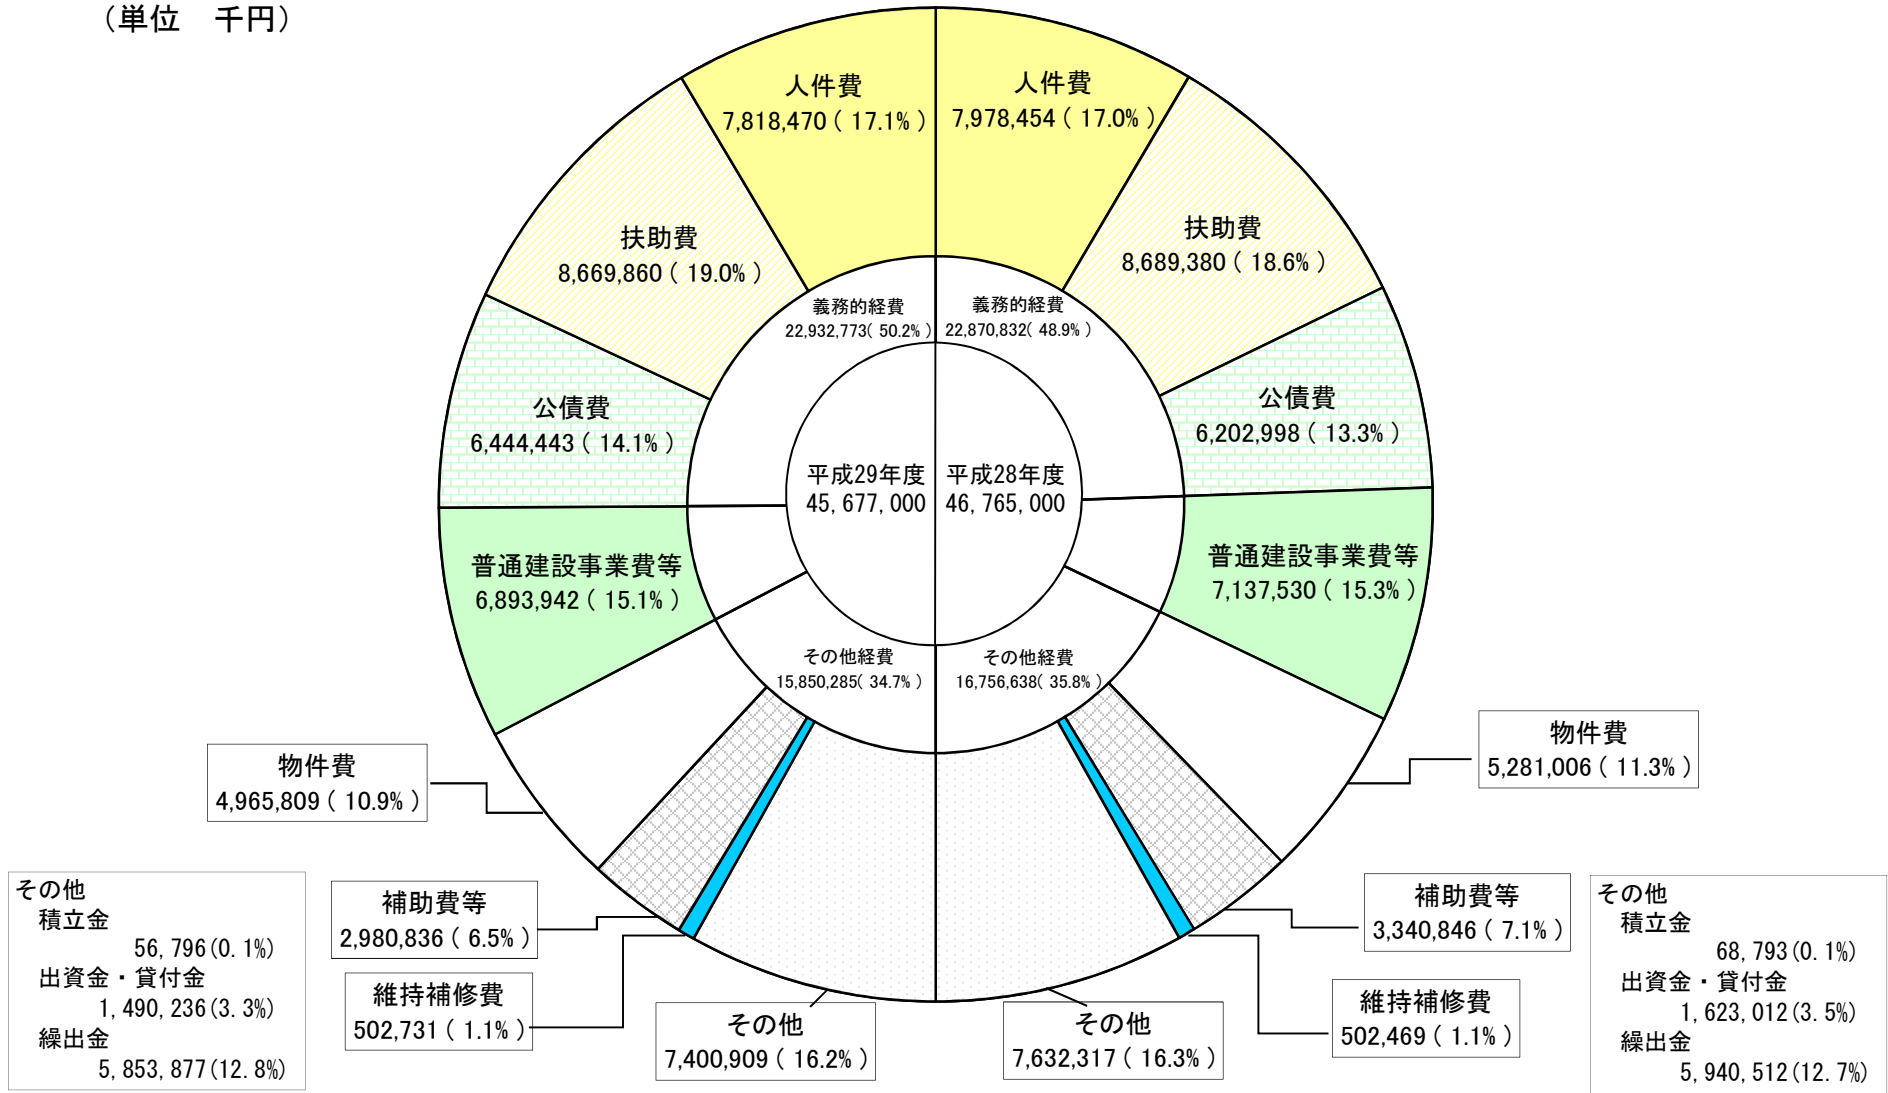 (単位 千円)
人件費
7,818,470 ( 17.1% )
人件費
7,978,454 ( 17.0% )
扶助費
8,669,860 ( 19.0% )
扶助費
8,689,380 ( 18.6% )
義務的経費
22,932,773( 50.2% )
義務的経費
22,870,832( 48.9% )
公債費
6,444,443 ( 14.1% )
公債費
6,202,998 ( 13.3% )
平成29年度
45,677,000
平成28年度
46,765,000
普通建設事業費等
6,893,942 ( 15.1% )
普通建設事業費等
7,137,530 ( 15.3% )
その他経費
15,850,285( 34.7% )
その他経費
16,756,638( 35.8% )
物件費
4,965,809 ( 10.9% )
物件費
5,281,006 ( 11.3% )
補助費等
2,980,836 ( 6.5% )
補助費等
3,340,846 ( 7.1% )
維持補修費
502,731 ( 1.1% )
維持補修費
502,469 ( 1.1% )
その他
7,400,909 ( 16.2% )
その他
7,632,317 ( 16.3% )
その他
積立金
56,796(0.1%)
出資金・貸付金
1,490,236(3.3%)
繰出金
5,853,877(12.8%)
その他
積立金
68,793(0.1%)
出資金・貸付金
1,623,012(3.5%)
繰出金
5,940,512(12.7%)